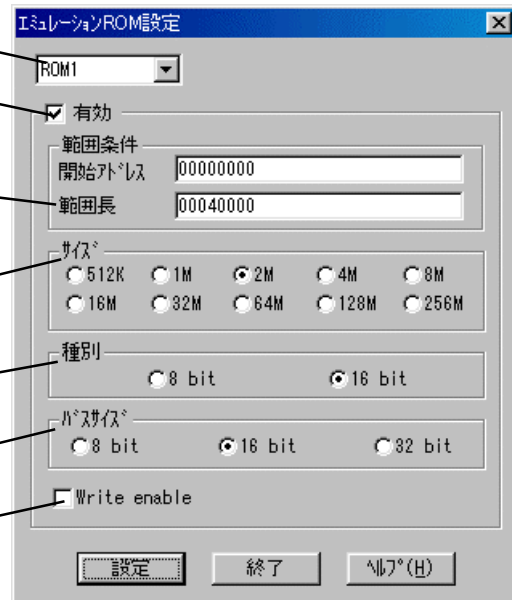 ｴﾐｭﾚｰｼｮﾝROM設定
ROM1
有効
範囲条件
開始ｱﾄﾞﾚｽ 00000000
範囲長 00040000
ｻｲｽﾞ
512K 1M 2M 4M 8M
16M 32M 64M 128M 256M
種別
8 bit 16 bit
ﾊﾞｽｻｲｽﾞ
8 bit 16 bit 32 bit
Write enable
設定 終了 ﾍﾙﾌﾟ(H)